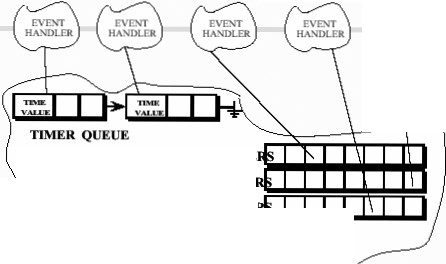 EVENT HANDLER
EVENT HANDLER
EVENT HANDLER
EVENT HANDLER
TIME VALUE
TIME VALUE
TIMER QUEUE
RS
RS